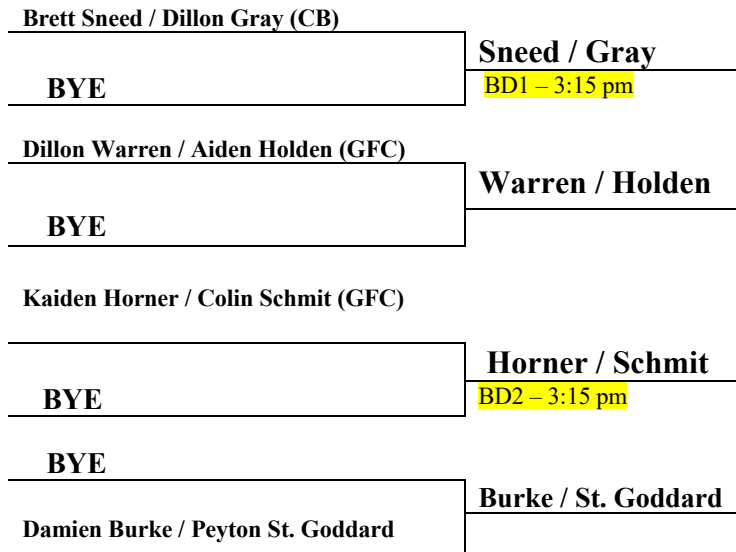 Brett Sneed / Dillon Gray (CB)
Sneed / Gray
BYE
BD1 – 3:15 pm
Dillon Warren / Aiden Holden (GFC)
Warren / Holden
BYE
Kaiden Horner / Colin Schmit (GFC)
Horner / Schmit
BYE
BD2 – 3:15 pm
BYE
Burke / St. Goddard
Damien Burke / Peyton St. Goddard